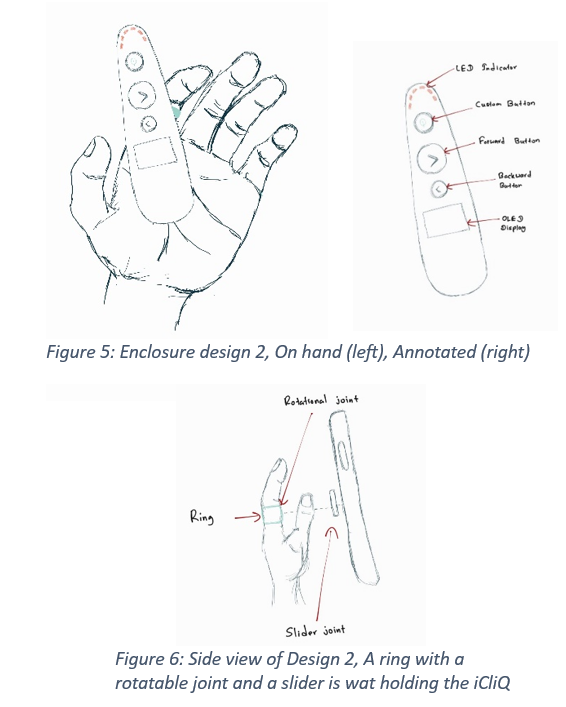 LED Indicator
Custom Button
Forward Button
Backward
Button
OLED
Display
Figure 5: Enclosure design 2, On hand (left), Annotated (right)
Rotational joint
Ring
Slider joint
Figure 6: Side view of Design 2, A ring with a
rotatable joint and a slider is wat holding the iCliQ